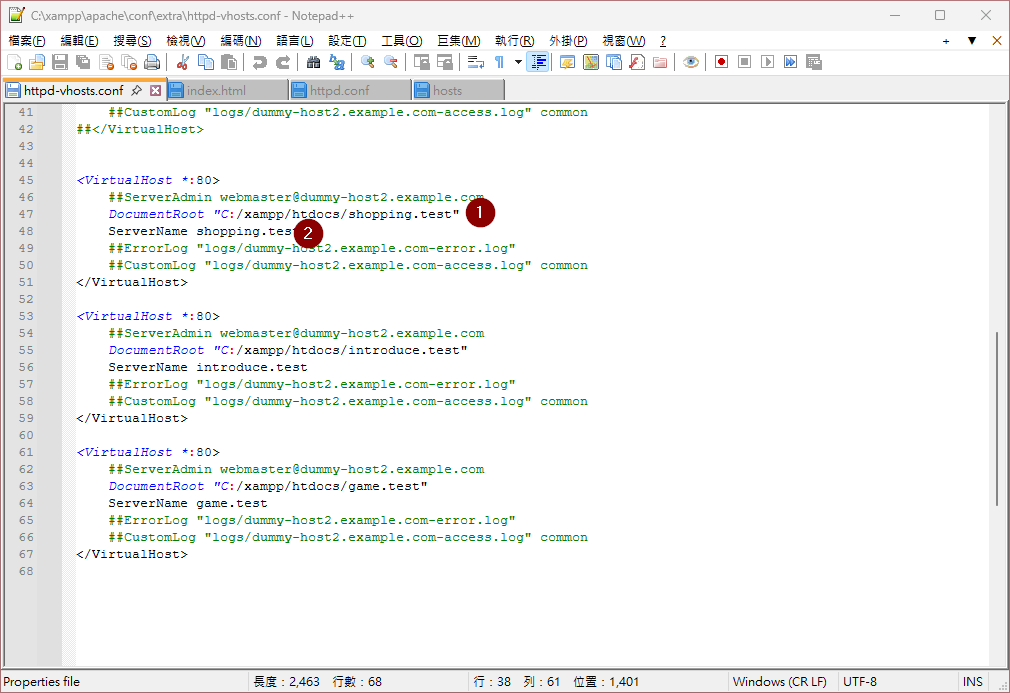 C:\xampp\apache\conf\extra\httpd-vhosts.conf - Notepad++
檔案(F) 編輯(E) 搜尋(S) 檢視(V) 編碼(N) 語言(L) 設定(T) 工具(O) 巨集(M) 執行(R) 外掛(P) 視窗(W) ?
httpd-vhosts.conf index.html httpd.conf hosts
41 ##CustomLog "logs/dummy-host2.example.com-access.log" common
42 ##</VirtualHost>
43
44
45 <VirtualHost *:80>
46 ##ServerAdmin webmaster@dummy-host2.example.com
47 DocumentRoot "C:/xampp/htdocs/shopping.test" 1
48 ServerName shopping.test 2
49 ##ErrorLog "logs/dummy-host2.example.com-error.log"
50 ##CustomLog "logs/dummy-host2.example.com-access.log" common
51 </VirtualHost>
52
53 <VirtualHost *:80>
54 ##ServerAdmin webmaster@dummy-host2.example.com
55 DocumentRoot "C:/xampp/htdocs/introduce.test"
56 ServerName introduce.test
57 ##ErrorLog "logs/dummy-host2.example.com-error.log"
58 ##CustomLog "logs/dummy-host2.example.com-access.log" common
59 </VirtualHost>
60
61 <VirtualHost *:80>
62 ##ServerAdmin webmaster@dummy-host2.example.com
63 DocumentRoot "C:/xampp/htdocs/game.test"
64 ServerName game.test
65 ##ErrorLog "logs/dummy-host2.example.com-error.log"
66 ##CustomLog "logs/dummy-host2.example.com-access.log" common
67 </VirtualHost>
68
Properties file 長度：2,463 行數：68 行：38 列：61 位置：1,401 Windows (CR LF) UTF-8 INS